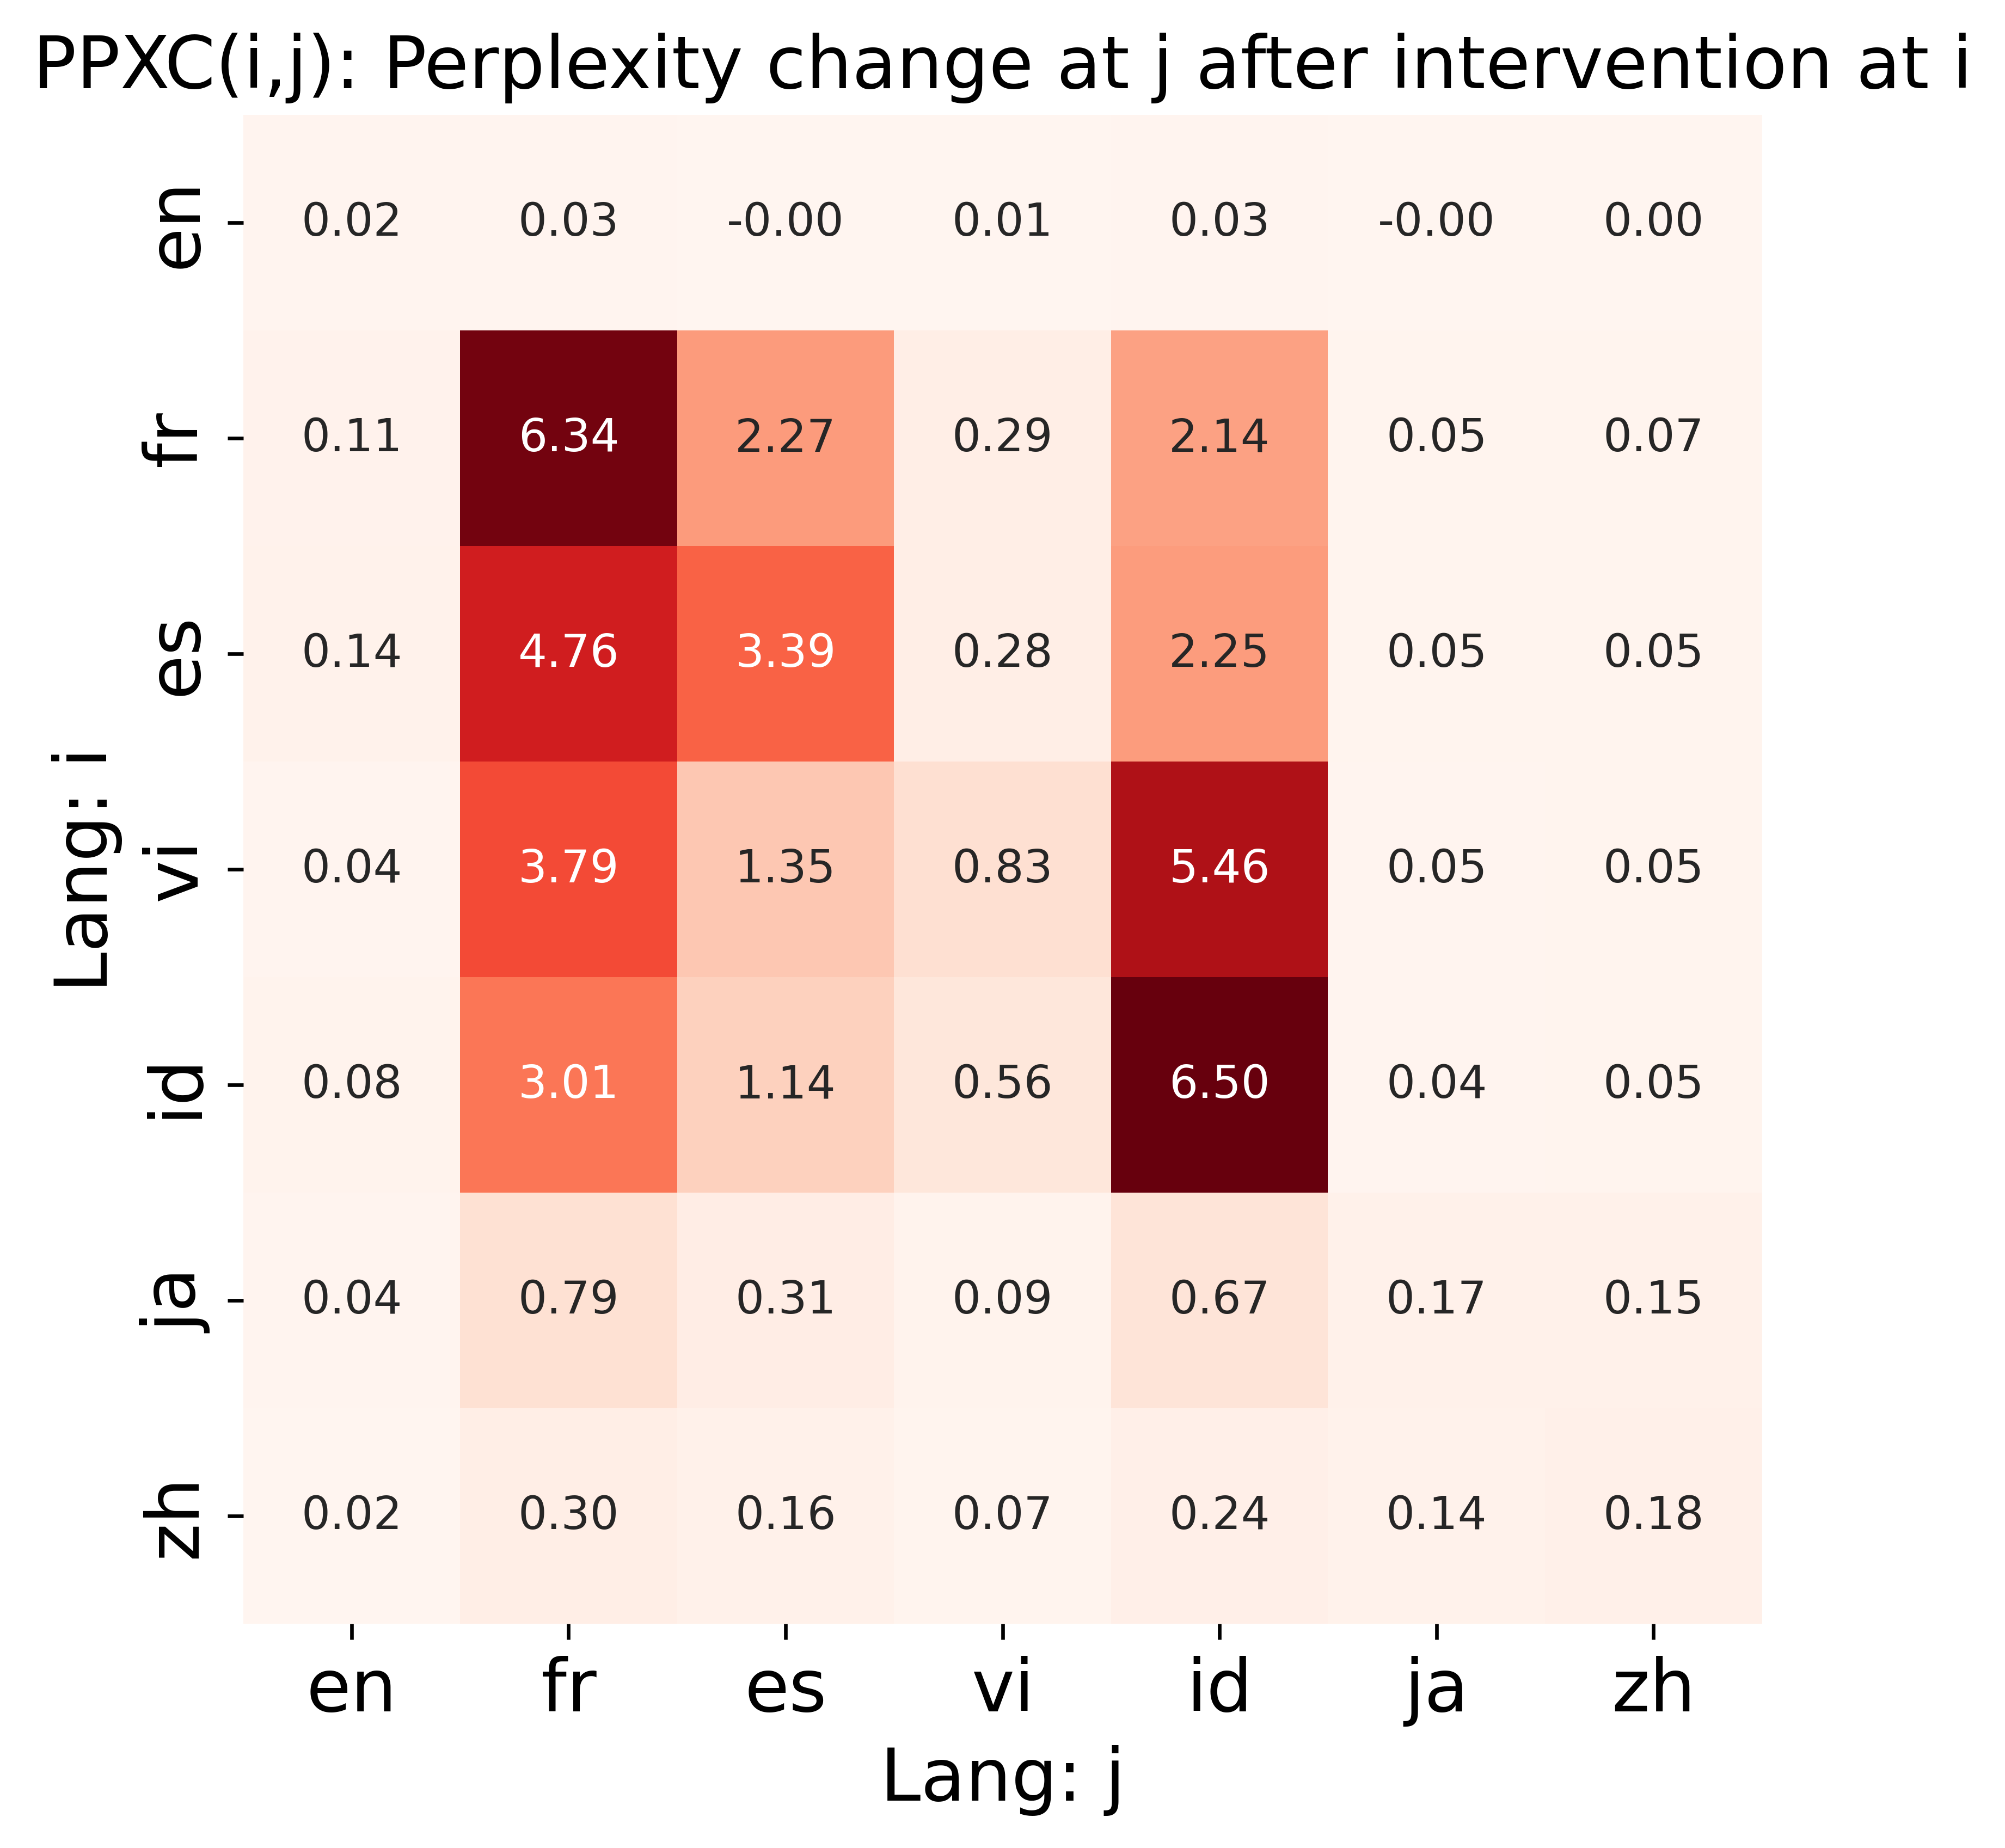 PPXC(i,j): Perplexity change at j after intervention at i
Lang: i
en 0.02 0.03 -0.00 0.01 0.03 -0.00 0.00
fr 0.11 6.34 2.27 0.29 2.14 0.05 0.07
es 0.14 4.76 3.39 0.28 2.25 0.05 0.05
vi 0.04 3.79 1.35 0.83 5.46 0.05 0.05
id 0.08 3.01 1.14 0.56 6.50 0.04 0.05
ja 0.04 0.79 0.31 0.09 0.67 0.17 0.15
zh 0.02 0.30 0.16 0.07 0.24 0.14 0.18
en fr es vi id ja zh
Lang: j